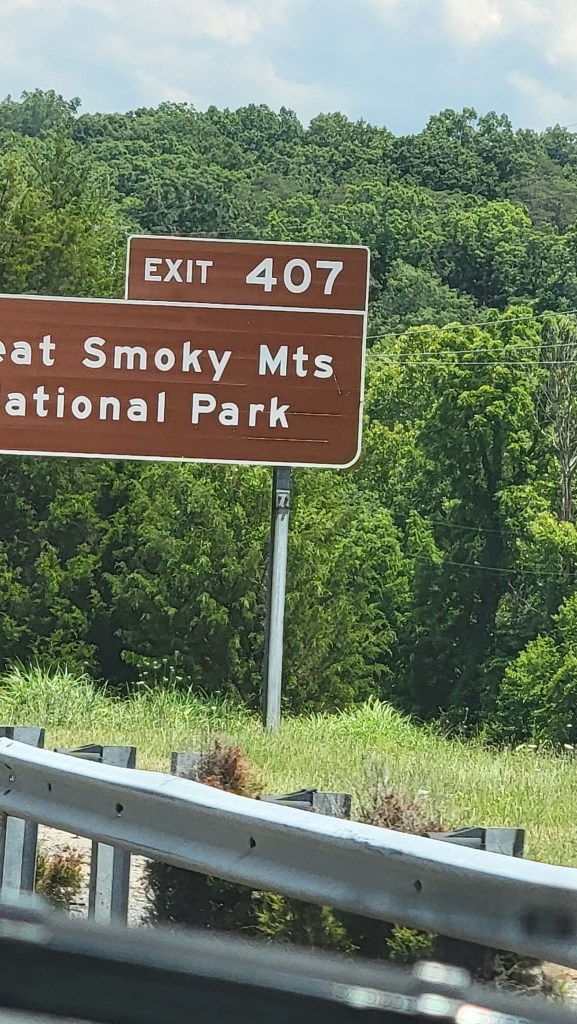 EXIT 407
eat Smoky Mts
ational Park